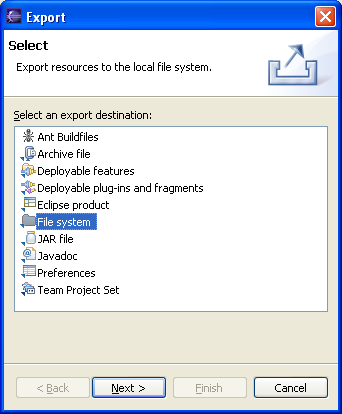 Export
Select
Export resources to the local file system.
Select an export destination:
Ant Buildfiles
Archive file
Deployable features
Deployable plug-ins and fragments
Eclipse product
File system
JAR file
Javadoc
Preferences
Team Project Set
< Back Next > Finish Cancel